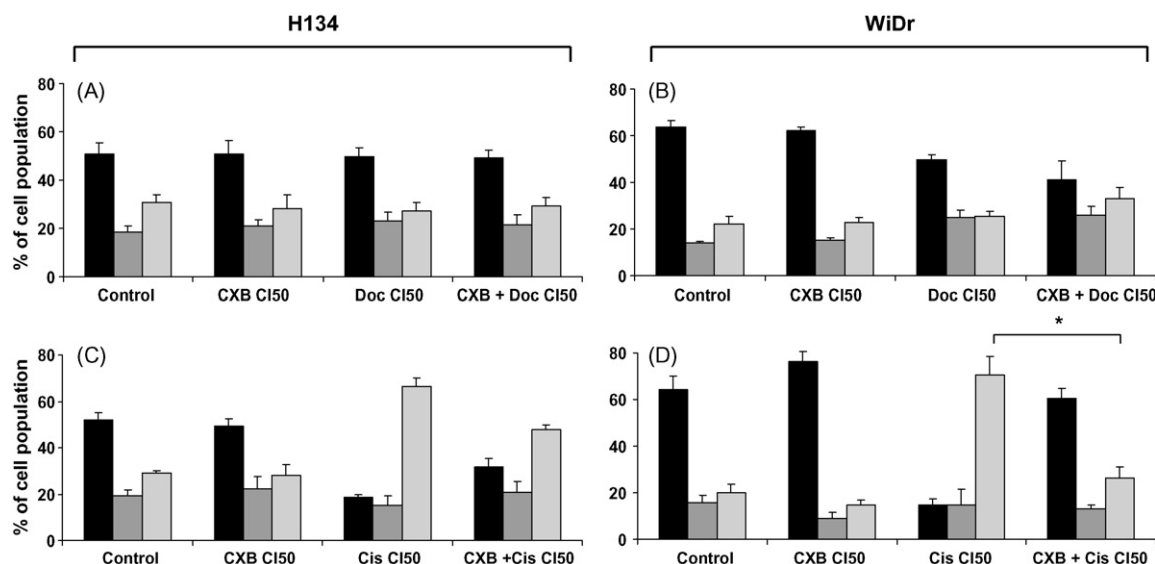 H134
WiDr
(A)
% of cell population
80
60
40
20
0
Control CXB CI50 Doc CI50 CXB + Doc CI50
(B)
80
60
40
20
0
Control CXB CI50 Doc CI50 CXB + Doc CI50
(C)
% of cell population
80
60
40
20
0
Control CXB CI50 Cis CI50 CXB +Cis CI50
(D)
*
80
60
40
20
0
Control CXB CI50 Cis CI50 CXB + Cis CI50